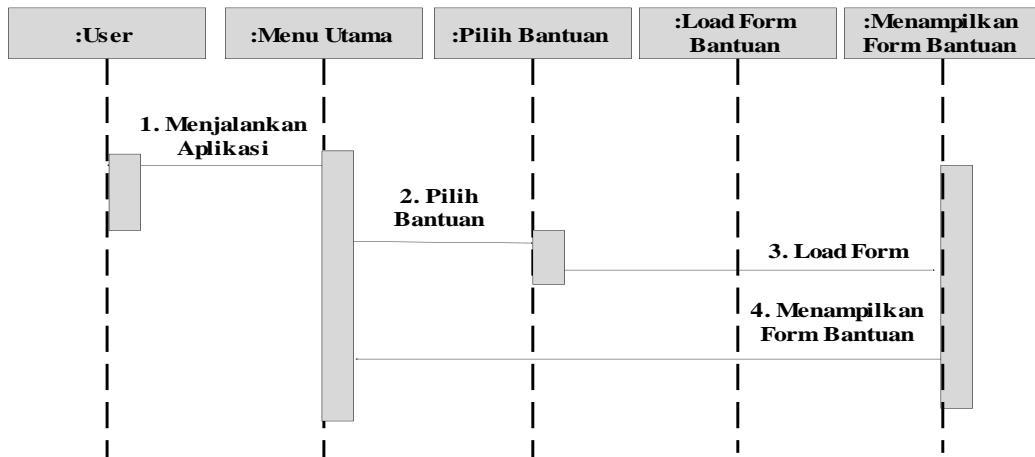 :User
:Menu Utama
:Pilih Bantuan
:Load Form
Bantuan
:Menampilkan
Form Bantuan
1. Menjalankan
Aplikasi
2. Pilih
Bantuan
3. Load Form
4. Menampilkan
Form Bantuan